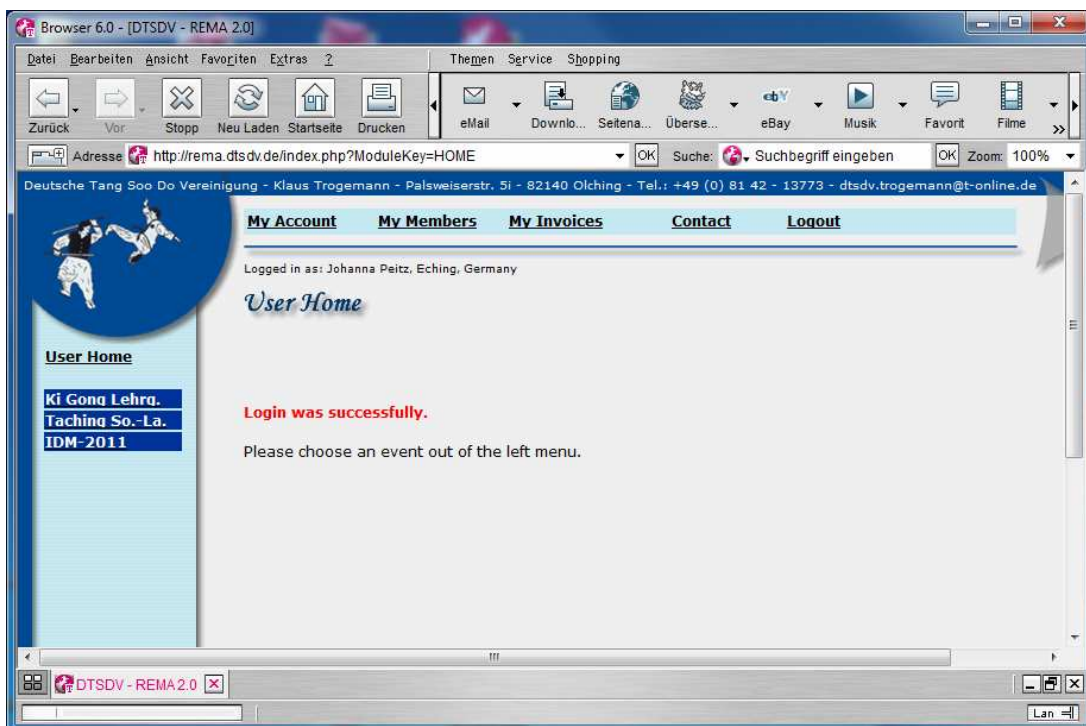 Browser 6.0 - [DTSDV - REMA 2.0]
Datei Bearbeiten Ansicht Favoriten Extras ? Themen Service Shopping
Zurück Vor Stopp Neu Laden Startseite Drucken eMail Downlo... Seitena... Überse... eBay Musik Favorit Filme
Adresse http://rema.dtsdv.de/index.php?ModuleKey=HOME OK Suche: Suchbegriff eingeben OK Zoom: 100%
Deutsche Tang Soo Do Vereinigung - Klaus Trogemann - Palsweiserstr. 5i - 82140 Olching - Tel.: +49 (0) 81 42 - 13773 - dtsdv.trogemann@t-online.de
My Account My Members My Invoices Contact Logout
Logged in as: Johanna Peitz, Eching, Germany
User Home
User Home
Ki Gong Lehrg.
Taching So.-La.
IDM-2011
Login was successfully.
Please choose an event out of the left menu.
DTSDV - REMA 2.0
Lan